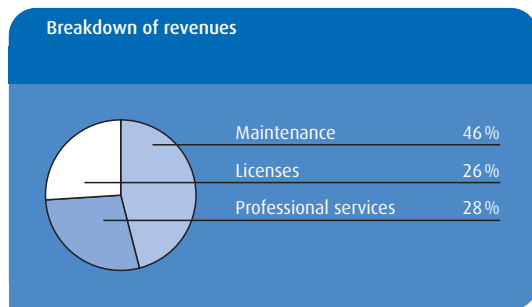 Breakdown of revenues
Maintenance 46 %
Licenses 26 %
Professional services 28 %